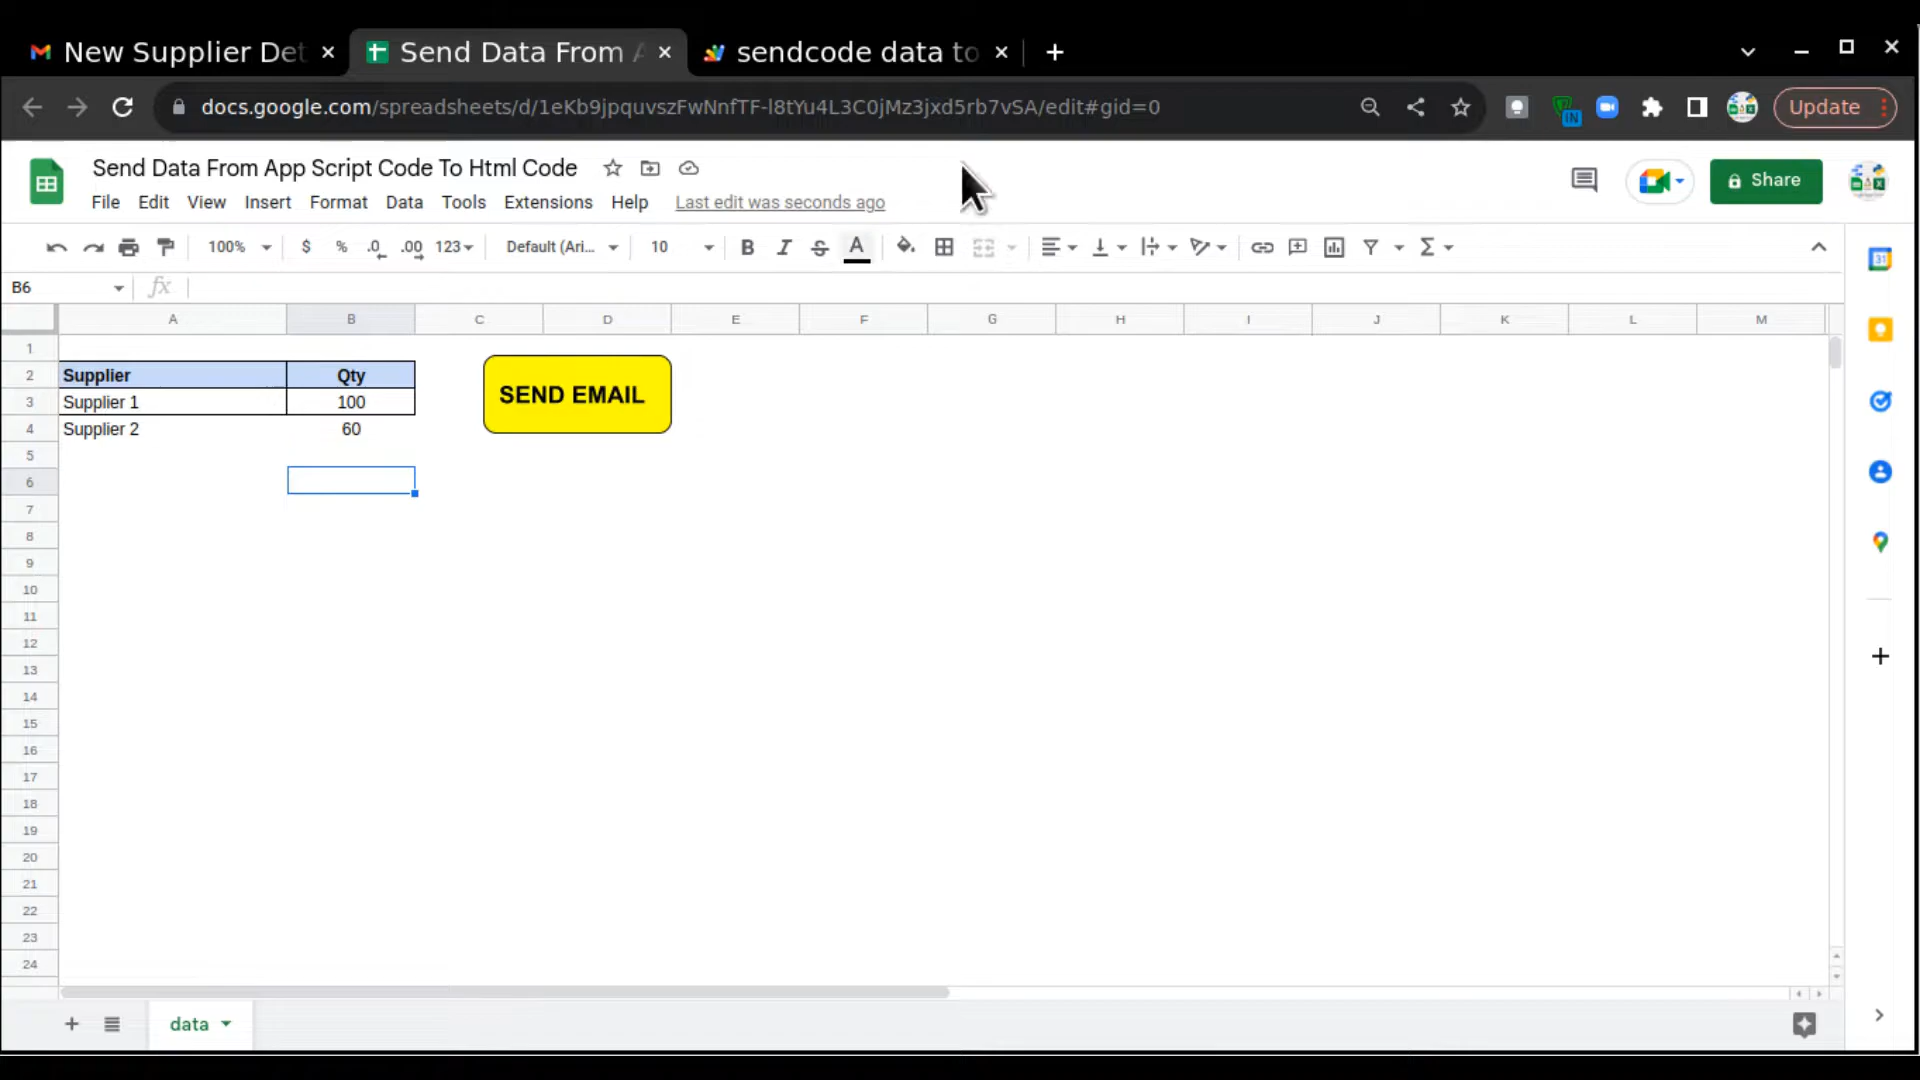 New Supplier Det
Send Data From A
sendcode data to
docs.google.com/spreadsheets/d/1eKb9jpquvszFwNnfTF-l8tYu4L3C0jMz3jxd5rb7vSA/edit#gid=0
IN
Update
Send Data From App Script Code To Html Code
File Edit View Insert Format Data Tools Extensions Help Last edit was seconds ago
Share
100% $ % .0 .00 123 Default (Ari... 10 B I S A Σ
31
B6 fx
A B C D E F G H I J K L M
1
2 Supplier Qty
3 Supplier 1 100
SEND EMAIL
4 Supplier 2 60
5
6
7
8
9
10
11
12
13
14
15
16
17
18
19
20
21
22
23
24
data